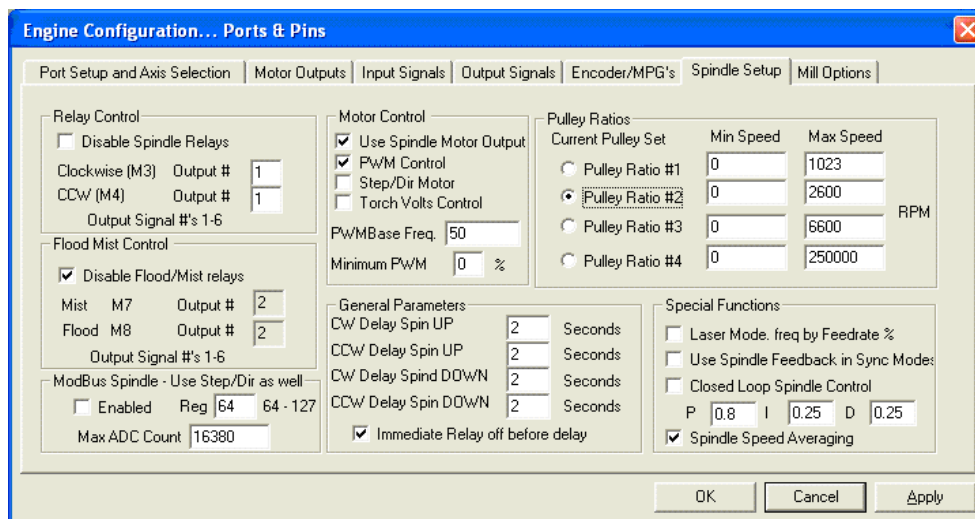 Engine Configuration... Ports & Pins
Port Setup and Axis Selection
Motor Outputs
Input Signals
Output Signals
Encoder/MPG's
Spindle Setup
Mill Options
Relay Control
Disable Spindle Relays
Clockwise (M3) Output # 1
CCW (M4) Output # 1
Output Signal #'s 1-6
Flood Mist Control
Disable Flood/Mist relays
Mist M7 Output # 2
Flood M8 Output # 2
Output Signal #'s 1-6
ModBus Spindle - Use Step/Dir as well
Enabled Reg 64 64 - 127
Max ADC Count 16380
Motor Control
Use Spindle Motor Output
PWM Control
Step/Dir Motor
Torch Volts Control
PWMBase Freq. 50
Minimum PWM 0 %
General Parameters
CW Delay Spin UP 2 Seconds
CCW Delay Spin UP 2 Seconds
CW Delay Spind DOWN 2 Seconds
CCW Delay Spin DOWN 2 Seconds
Immediate Relay off before delay
Pulley Ratios
Current Pulley Set Min Speed Max Speed
Pulley Ratio #1 0 1023
Pulley Ratio #2 0 2600
RPM
Pulley Ratio #3 0 6600
Pulley Ratio #4 0 250000
Special Functions
Laser Mode. freq by Feedrate %
Use Spindle Feedback in Sync Modes
Closed Loop Spindle Control
P 0.8 I 0.25 D 0.25
Spindle Speed Averaging
OK
Cancel
Apply